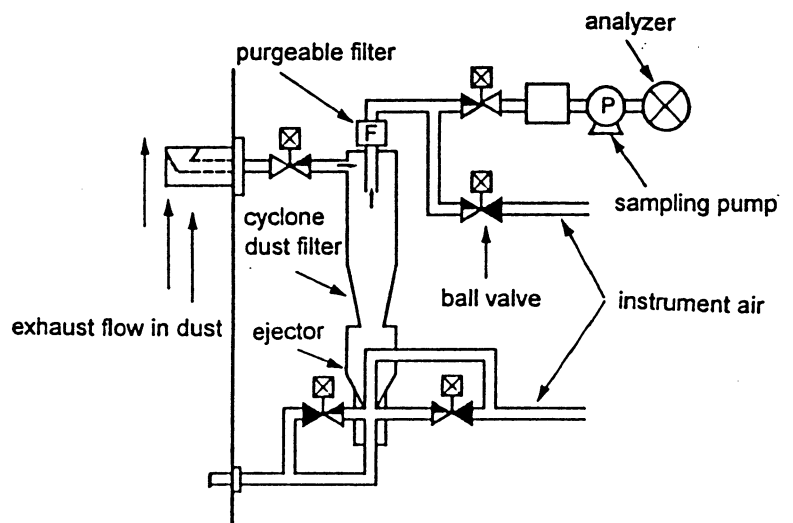 analyzer
purgeable filter
F
P
sampling pump
cyclone
dust filter
ball valve
instrument air
exhaust flow in dust
ejector